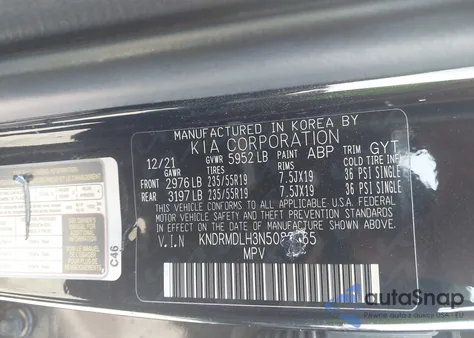 MANUFACTURED IN KOREA BY
KIA CORPORATION
12/21 GVWR 5952 LB PAINT ABP TRIM GYT
GAWR TIRES RIMS COLD TIRE INF.
FRONT 2976 LB 235/55R19 7.5JX19 36 PSI SINGLE
REAR 3197 LB 235/55R19 7.5JX19 36 PSI SINGLE
THIS VEHICLE CONFORMS TO ALL APPLICABLE U.S.A. FEDERAL
MOTOR VEHICLE SAFETY, BUMPER, AND THEFT PREVENTION
STANDARDS IN EFFECT ON THE DATE OF MANUFACTURE SHOWN ABOVE.
V.I.N
MPV
C46
autoSnap